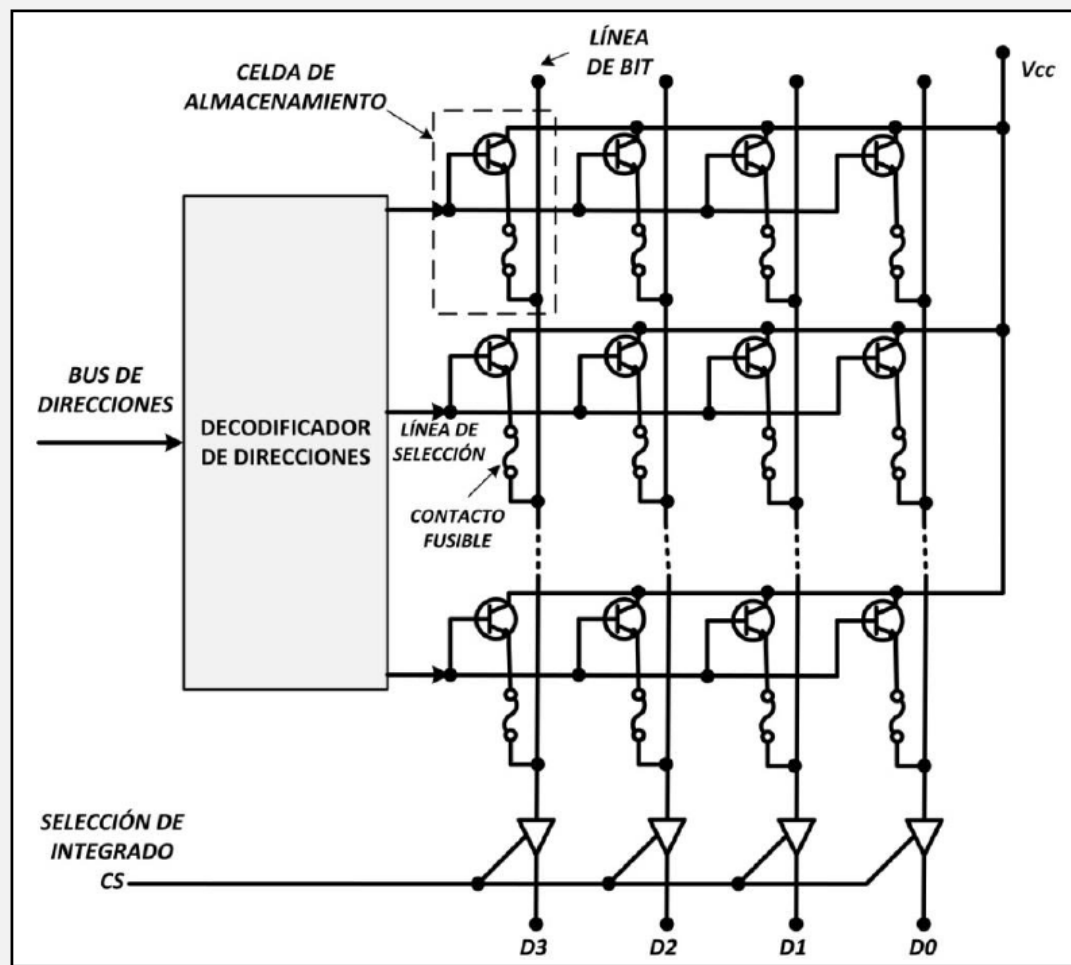 LÍNEA
DE BIT
Vcc
CELDA DE
ALMACENAMIENTO
BUS DE
DIRECCIONES
DECODIFICADOR
DE DIRECCIONES
LÍNEA DE
SELECCIÓN
CONTACTO
FUSIBLE
SELECCIÓN DE
INTEGRADO
CS
D3
D2
D1
D0